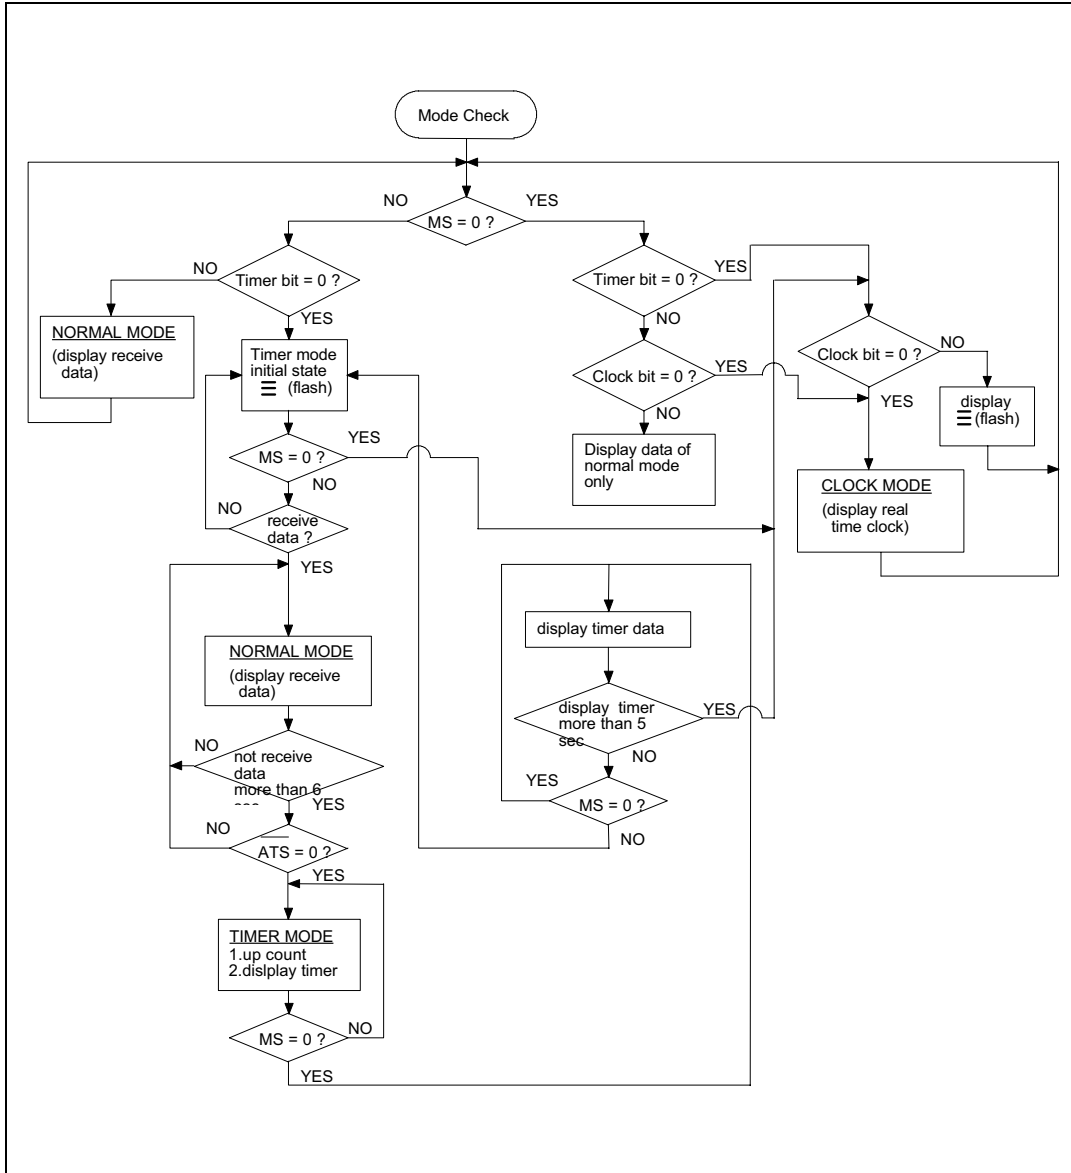 Mode Check
NO
YES
MS = 0 ?
NO
Timer bit = 0 ?
Timer bit = 0 ?
YES
YES
NO
NORMAL MODE
(display receive
data)
Timer mode
initial state
(flash)
Clock bit = 0 ?
YES
NO
Clock bit = 0 ?
NO
YES
display
(flash)
YES
MS = 0 ?
NO
Display data of
normal mode
only
CLOCK MODE
(display real
time clock)
NO
receive
data ?
YES
display timer data
NORMAL MODE
(display receive
data)
display timer
more than 5
sec
YES
NO
NO
not receive
data
more than 6
YES
YES
MS = 0 ?
NO
NO
ATS = 0 ?
YES
TIMER MODE
1.up count
2.dislplay timer
MS = 0 ?
NO
YES